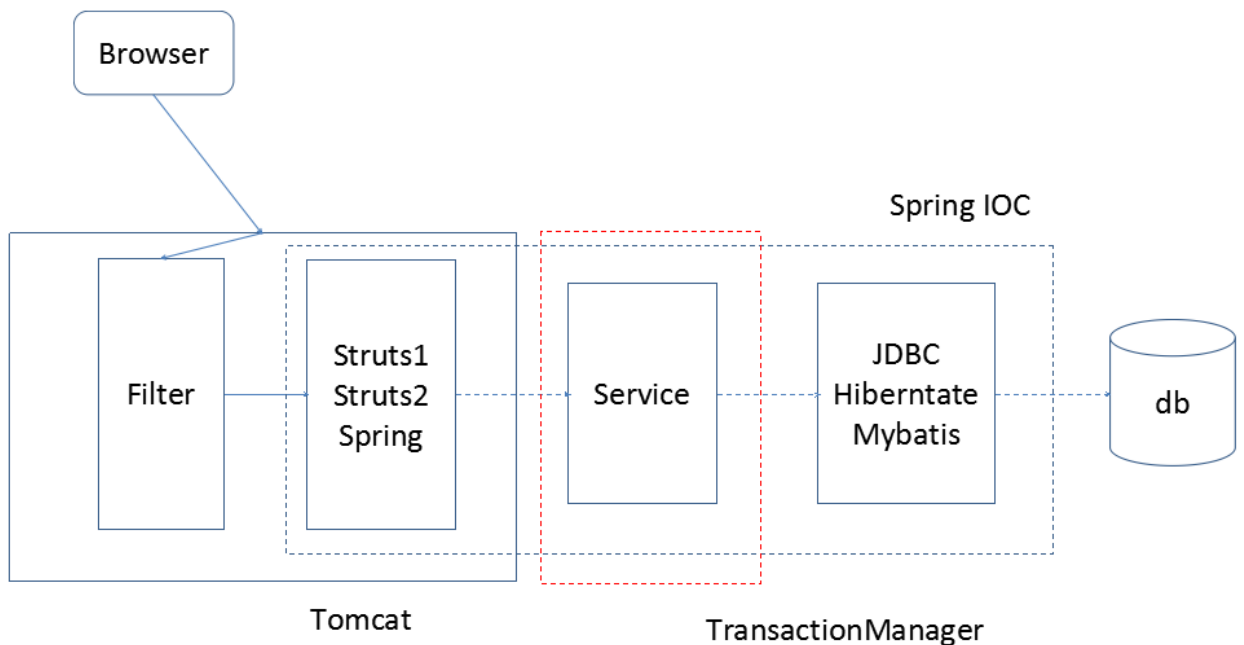 Browser
Spring IOC
Filter
Struts1
Struts2
Spring
Service
JDBC
Hiberntate
Mybatis
db
Tomcat
TransactionManager